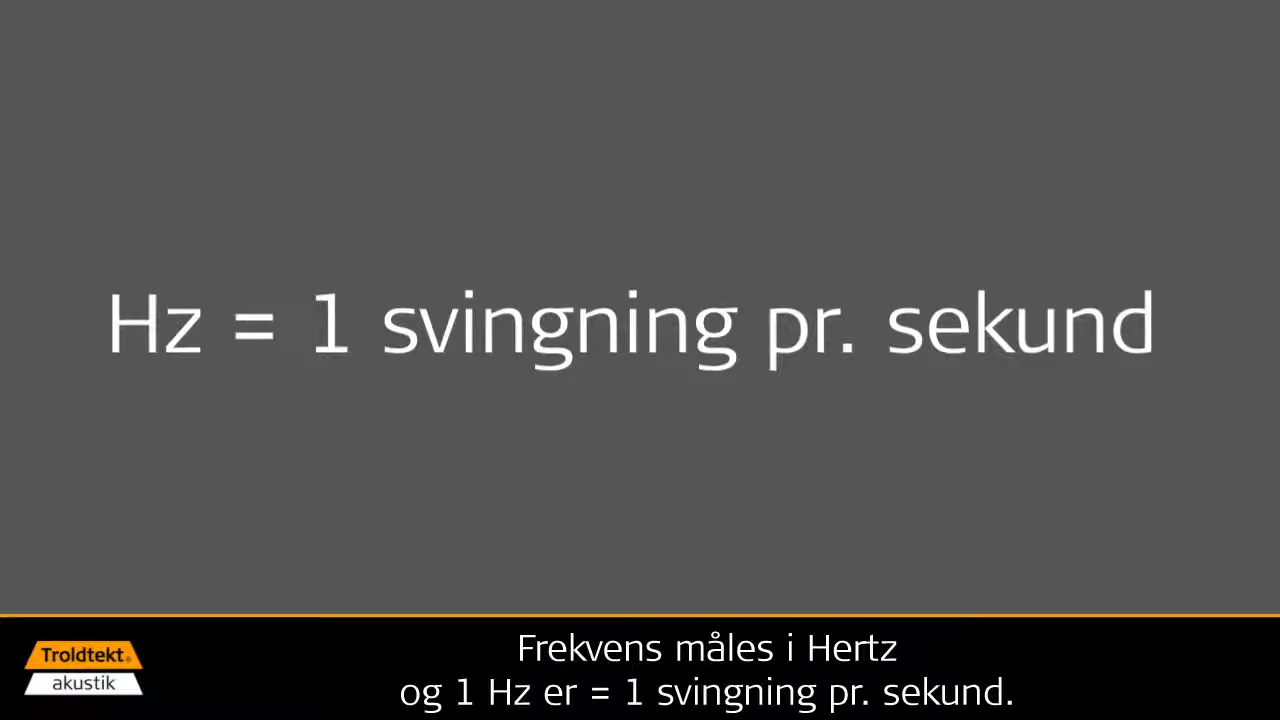 Hz = 1 svingning pr. sekund
Frekvens måles i Hertz
og 1 Hz er = 1 svingning pr. sekund.
Troldtekt®
akustik